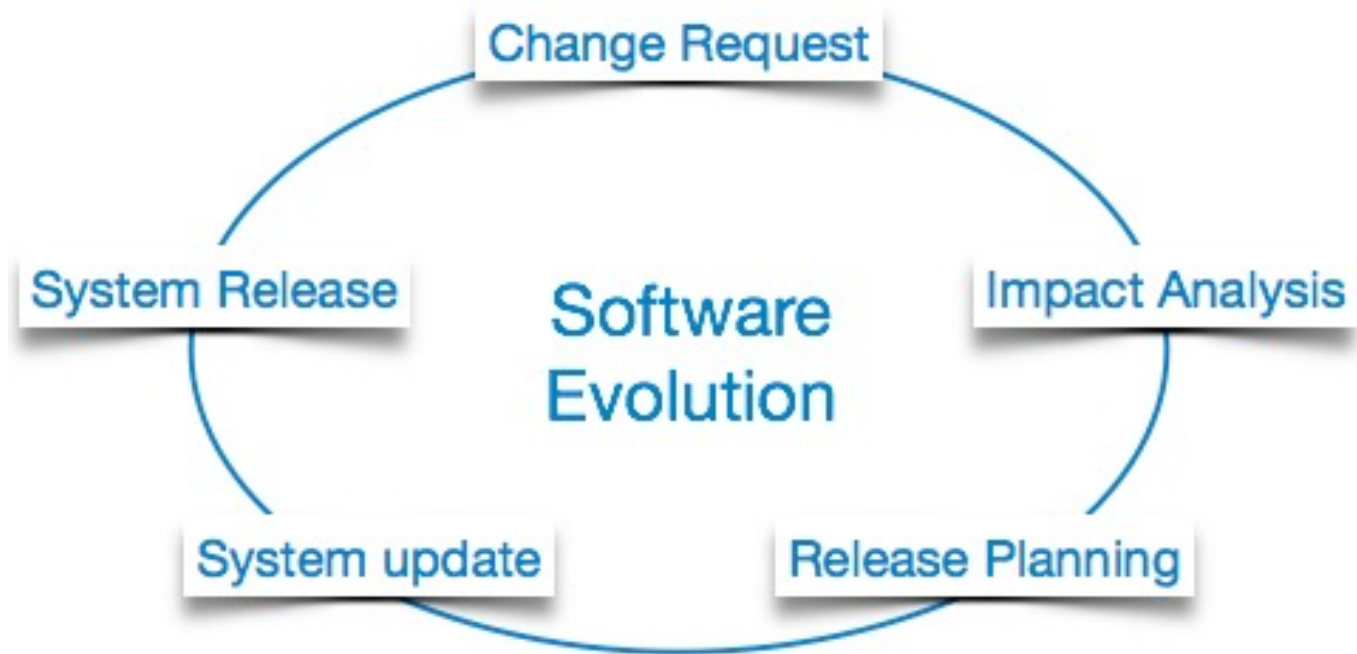 Change Request
System Release
Impact Analysis
Software
Evolution
System update
Release Planning